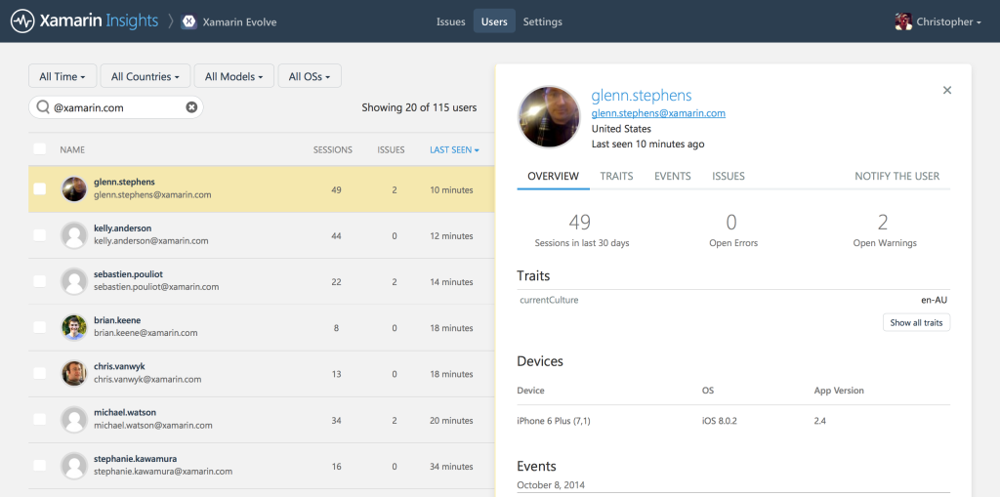 Xamarin Insights Xamarin Evolve Issues Users Settings Christopher
All Time All Countries All Models All OSs
@xamarin.com Showing 20 of 115 users
NAME SESSIONS ISSUES LAST SEEN
glenn.stephens
glenn.stephens@xamarin.com 49 2 10 minutes
kelly.anderson
kelly.anderson@xamarin.com 44 0 12 minutes
sebastien.pouliot
sebastien.pouliot@xamarin.com 22 2 14 minutes
brian.keene
brian.keene@xamarin.com 8 0 18 minutes
chris.vanwyk
chris.vanwyk@xamarin.com 13 0 18 minutes
michael.watson
michael.watson@xamarin.com 34 2 20 minutes
stephanie.kawamura
stephanie.kawamura@xamarin.com 16 0 34 minutes
glenn.stephens
glenn.stephens@xamarin.com
United States
Last seen 10 minutes ago
OVERVIEW TRAITS EVENTS ISSUES NOTIFY THE USER
49 0 2
Sessions in last 30 days Open Errors Open Warnings
Traits
currentCulture en-AU
Show all traits
Devices
Device OS App Version
iPhone 6 Plus (7,1) iOS 8.0.2 2.4
Events
October 8, 2014